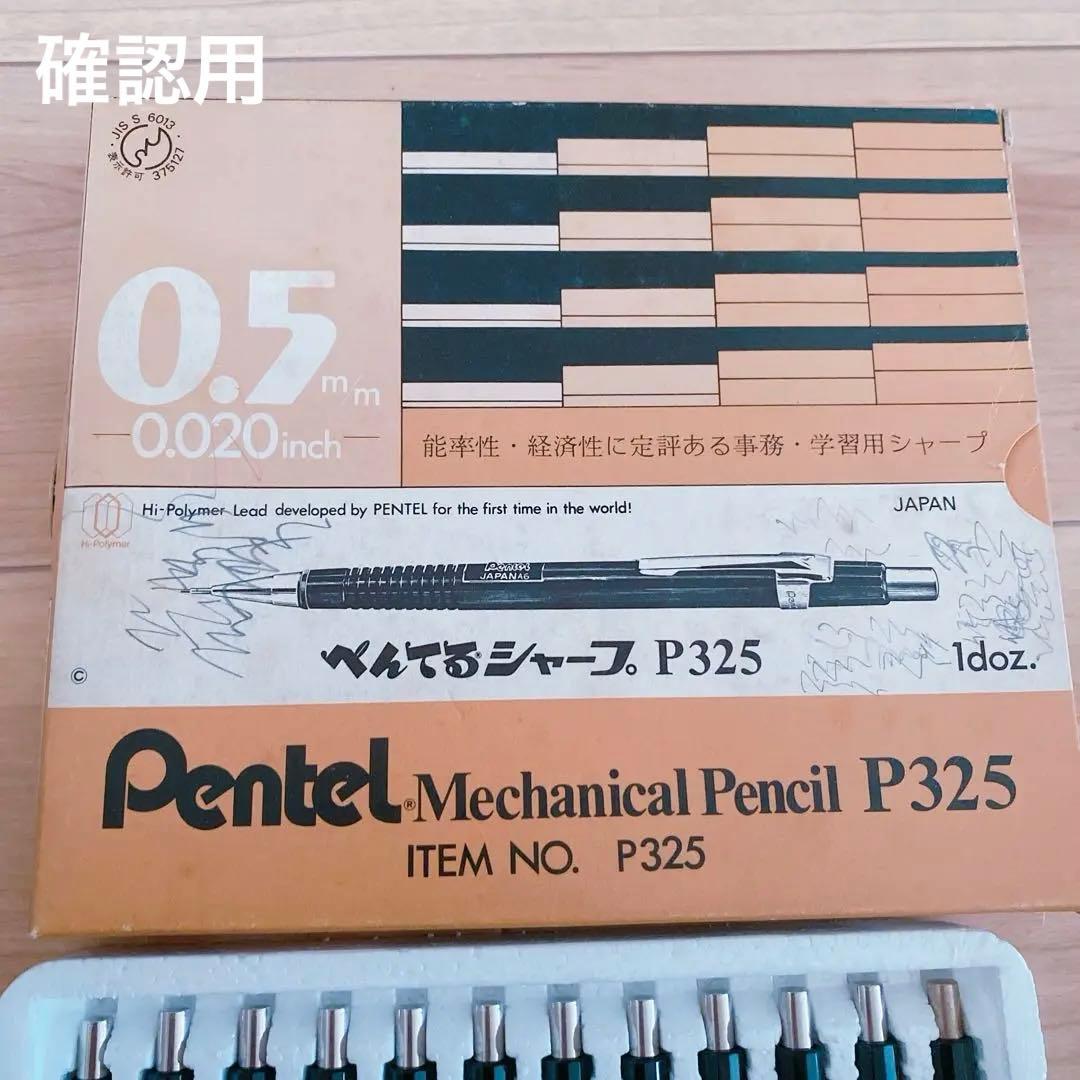 確認用
JIS S 6013
表示許可 375127
0.5 m/m
0.020 inch
能率性・経済性に定評ある事務・学習用シャープ
Hi-Polymer
Hi-Polymer Lead developed by PENTEL for the first time in the world!
JAPAN
Pentel
JAPAN A6
ぺんてる®シャープ。 P325
1doz.
©
Pentel® Mechanical Pencil P325
ITEM NO. P325